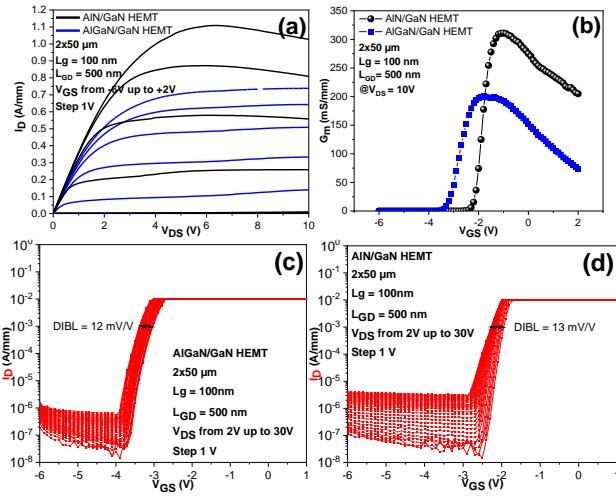 AlN/GaN HEMT
AlGaN/GaN HEMT
(a)
2x50 µm
Lg = 100 nm
LGD = 500 nm
VGS from -6V up to +2V
Step 1V
ID (A/mm)
1.2
1.1
1.0
0.9
0.8
0.7
0.6
0.5
0.4
0.3
0.2
0.1
0.0
0 2 4 6 8 10
VDS (V)
AlN/GaN HEMT
AlGaN/GaN HEMT
(b)
2x50 µm
Lg = 100 nm
LGD= 500 nm
@VDS = 10V
Gm (mS/mm)
350
300
250
200
150
100
50
0
-6 -4 -2 0 2
VGS (V)
(c)
DIBL = 12 mV/V
AlGaN/GaN HEMT
2x50 µm
Lg = 100nm
LGD = 500 nm
VDS from 2V up to 30V
Step 1 V
ID (A/mm)
10^0
10^-1
10^-2
10^-3
10^-4
10^-5
10^-6
10^-7
10^-8
-6 -5 -4 -3 -2 -1 0 1
VGS (V)
AlN/GaN HEMT
(d)
2x50 µm
Lg = 100nm
LGD = 500 nm
VDS from 2V up to 30V
Step 1 V
DIBL = 13 mV/V
ID (A/mm)
10^0
10^-1
10^-2
10^-3
10^-4
10^-5
10^-6
10^-7
10^-8
-6 -5 -4 -3 -2 -1 0 1
VGS (V)